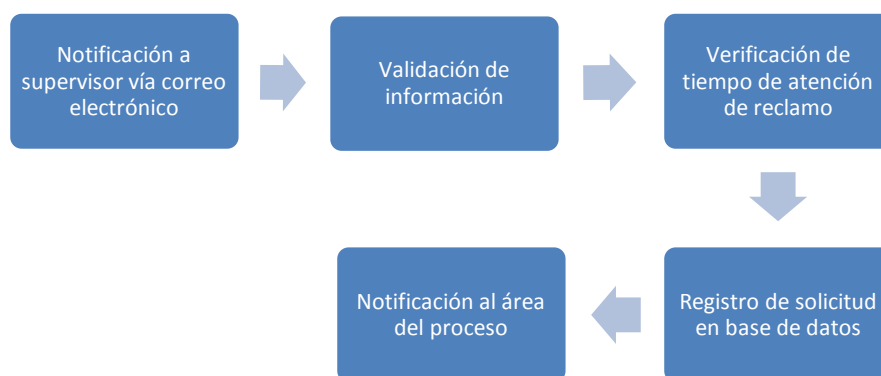 Notificación a
supervisor vía correo
electrónico
Validación de
información
Verificación de
tiempo de atención
de reclamo
Registro de solicitud
en base de datos
Notificación al área
del proceso